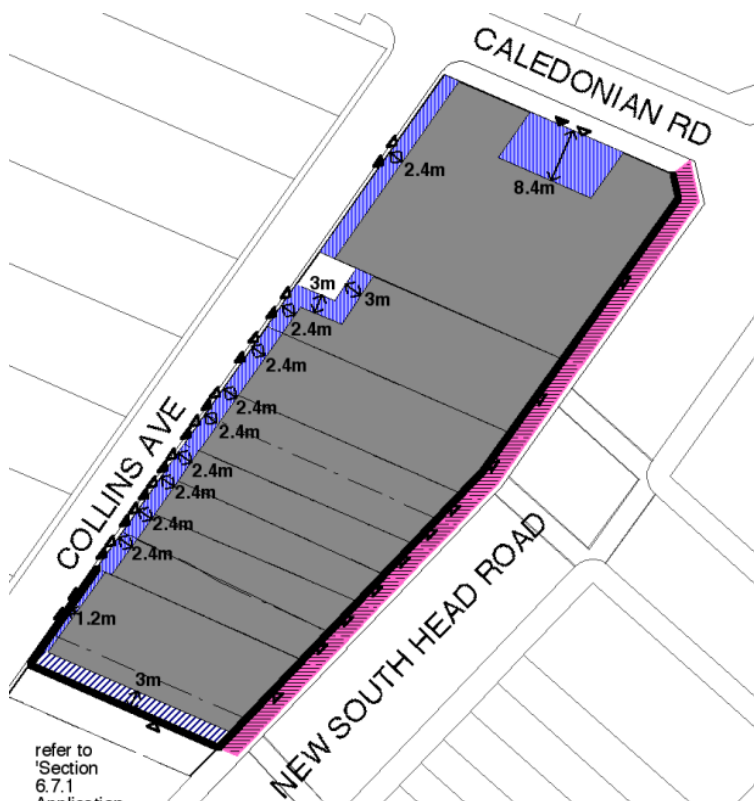 CALEDONIAN RD
2.4m
8.4m
3m
3m
2.4m
2.4m
2.4m
2.4m
COLLINS AVE
2.4m
2.4m
2.4m
2.4m
NEW SOUTH HEAD ROAD
1.2m
3m
refer to
'Section
6.7.1
Application